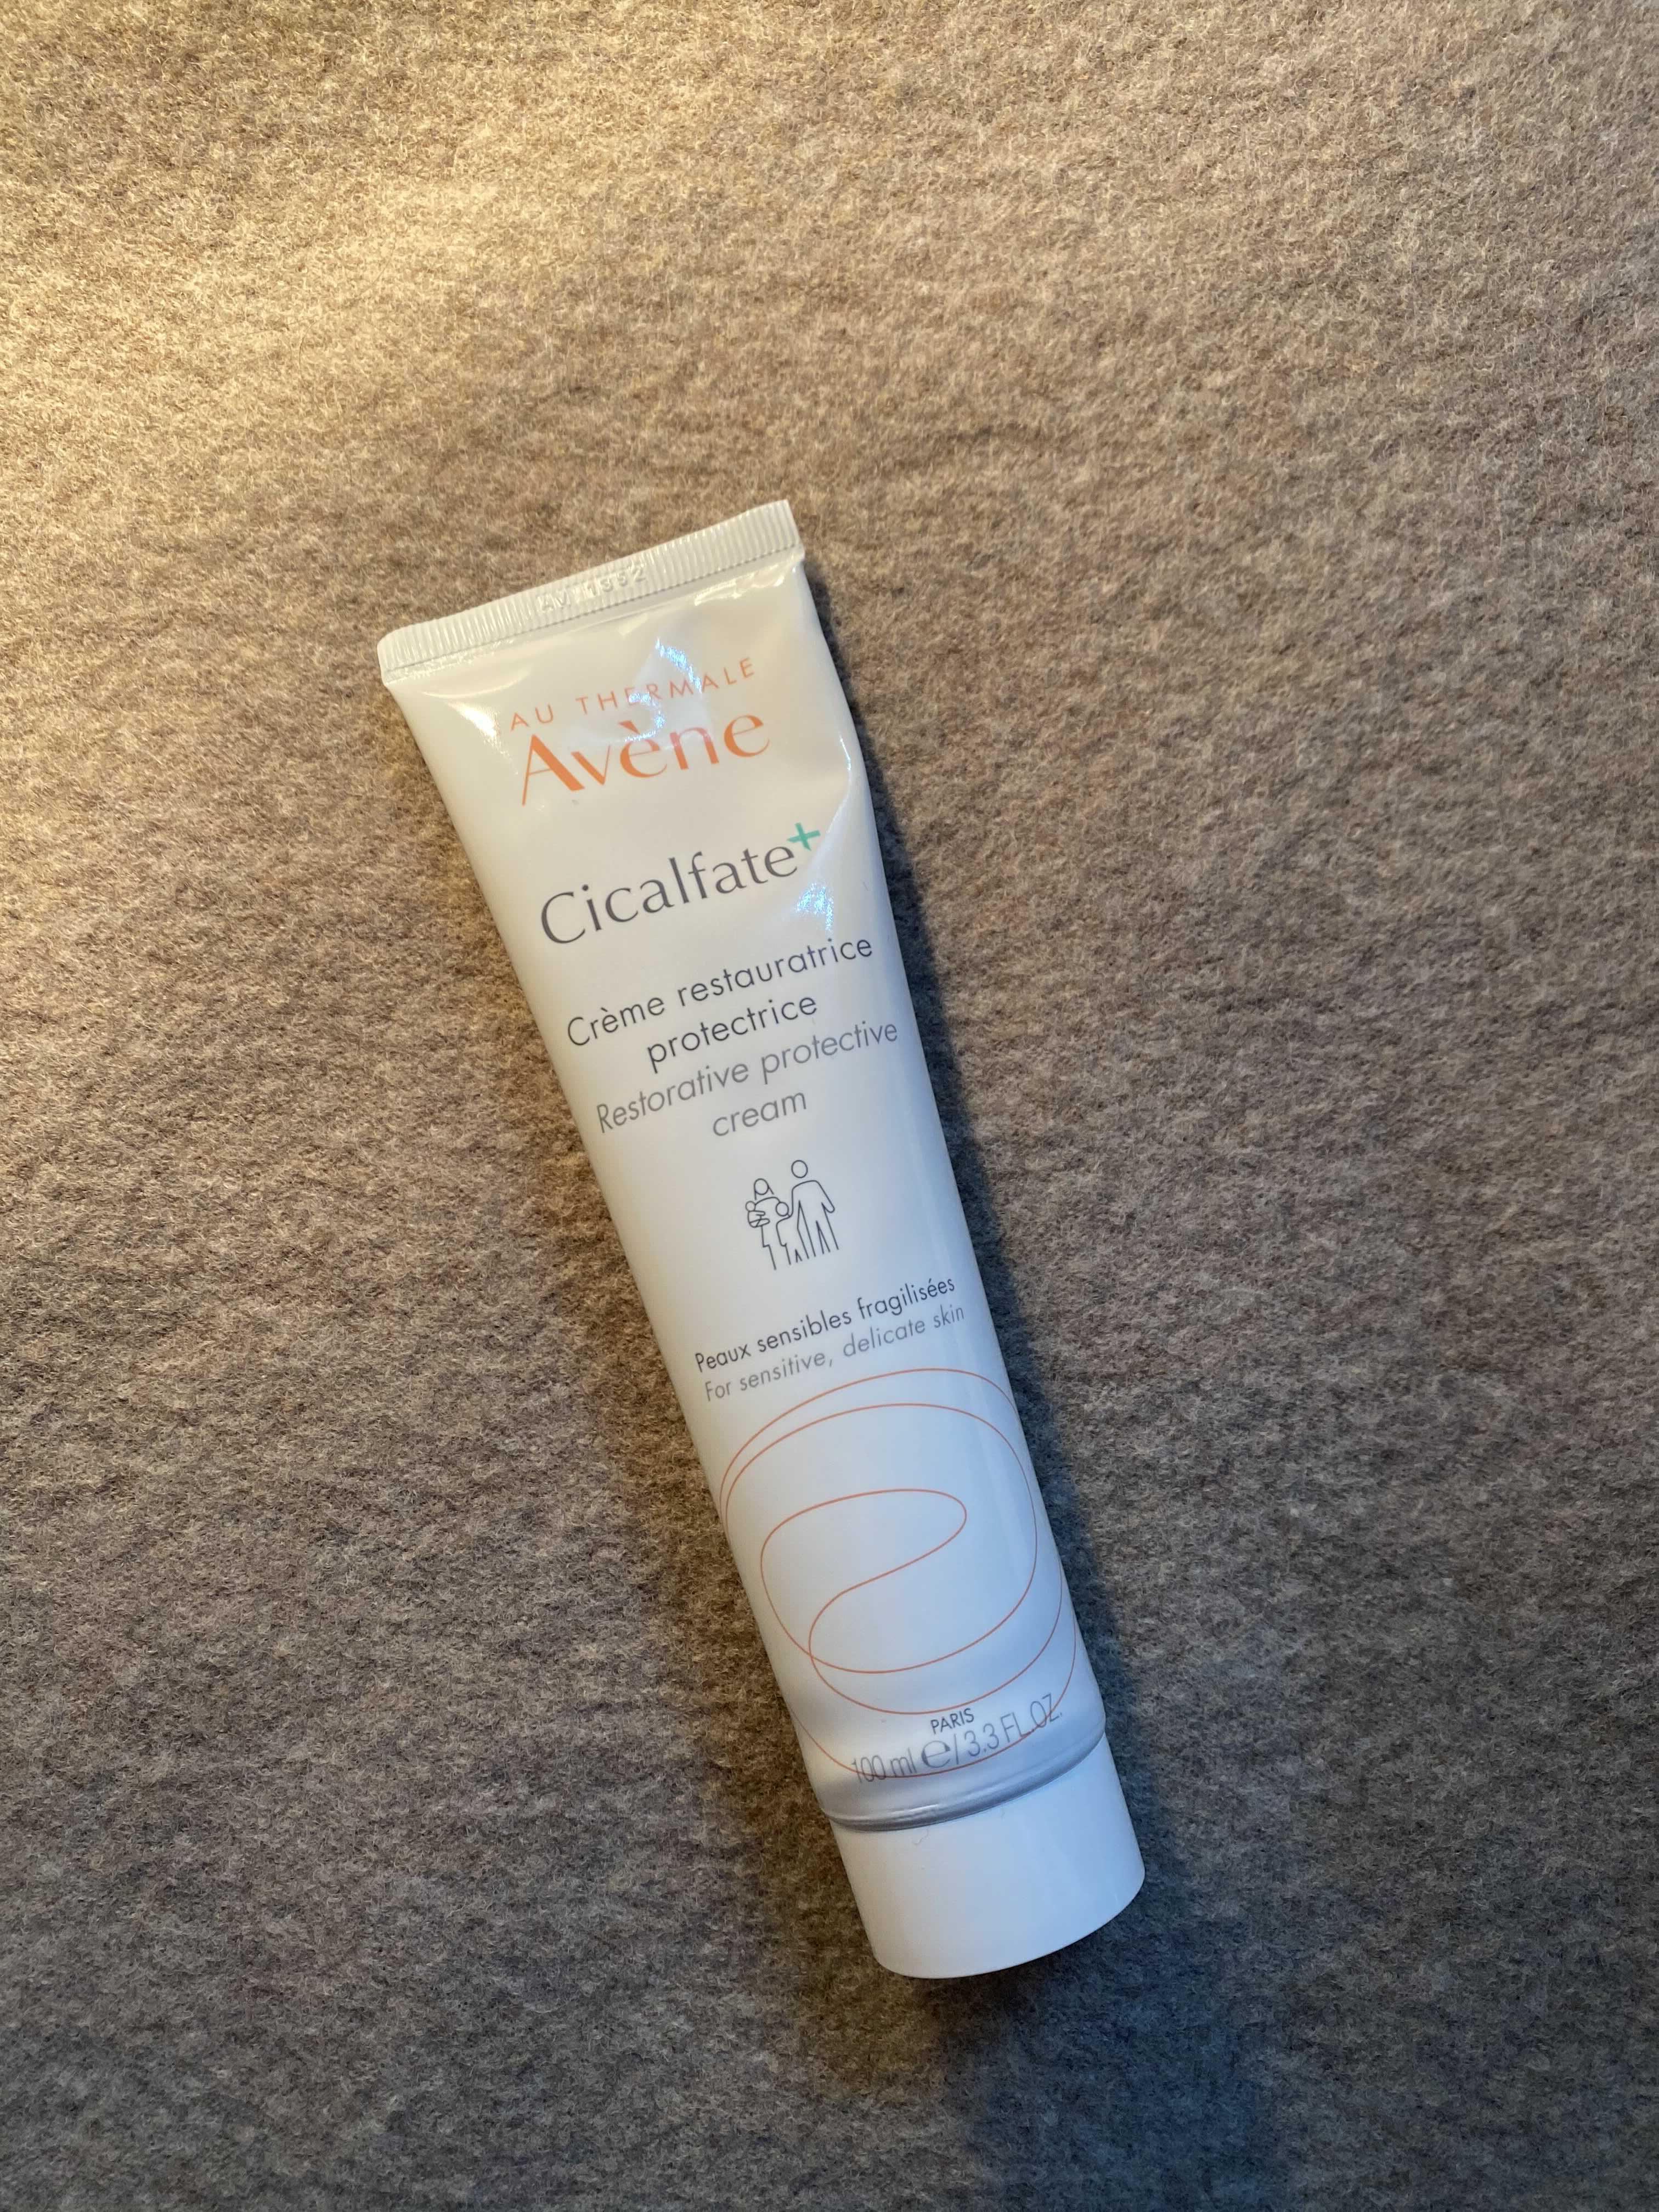 EAU THERMALE
Avène
Cicalfate+
Crème restauratrice
protectrice
Restorative protective
cream
Peaux sensibles fragilisées
For sensitive, delicate skin
PARIS
100 ml e/3.3 FL.OZ.